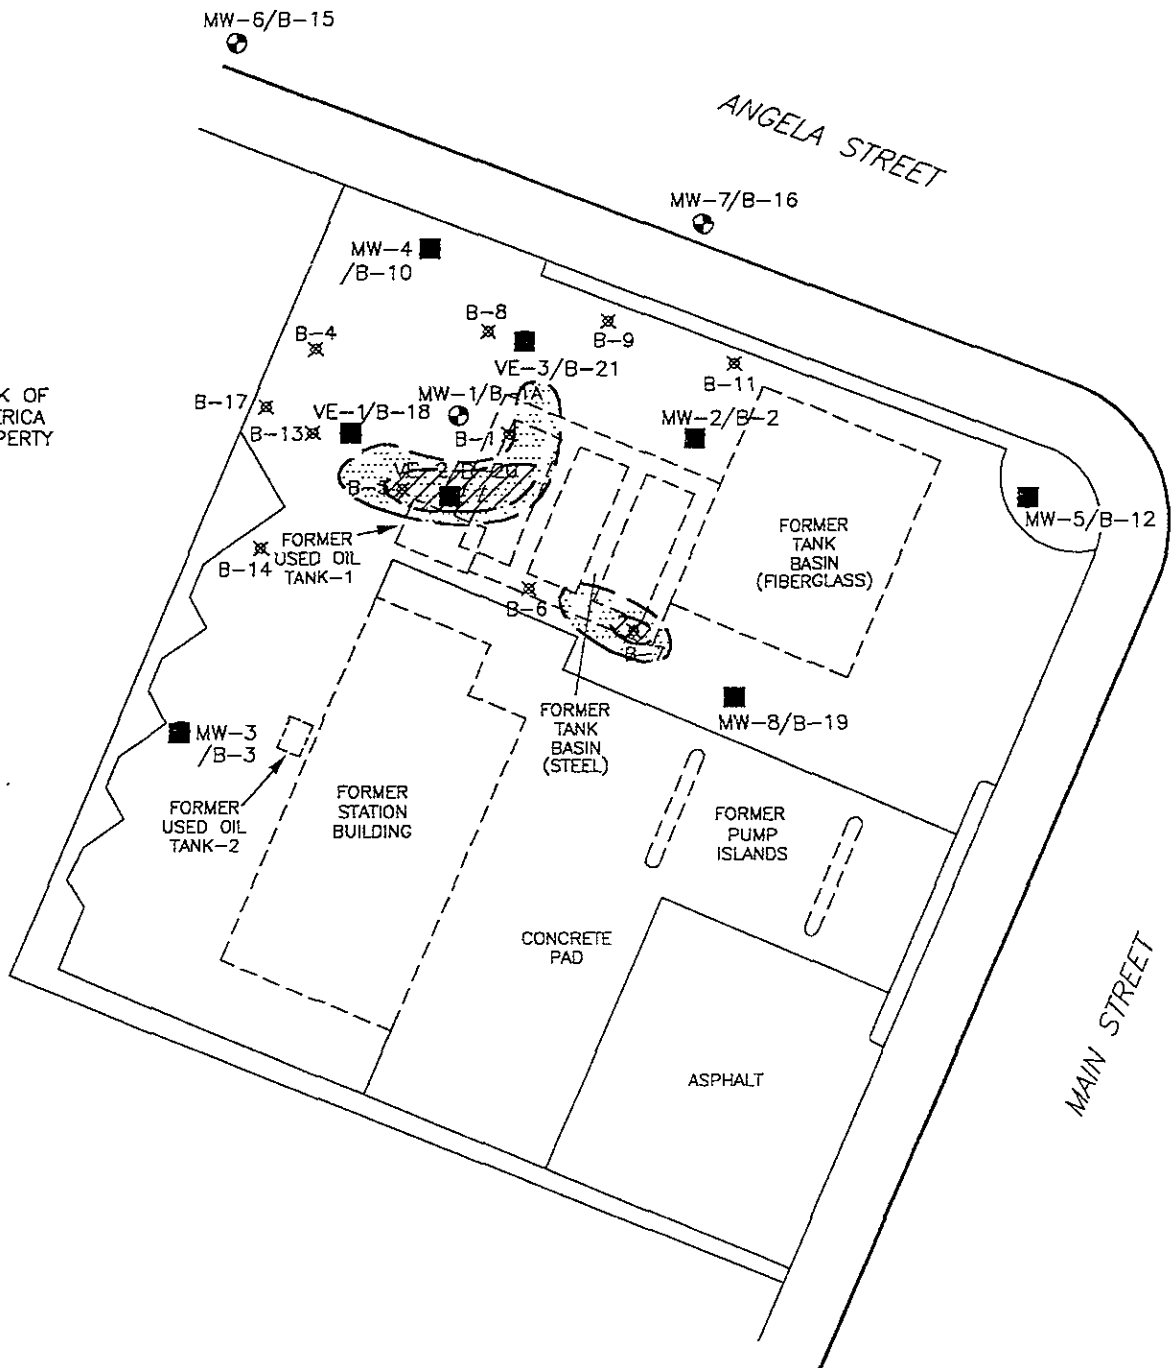 MW-6/B-15
ANGELA STREET
MW-7/B-16
MW-4
/B-10
B-8
B-9
B-4
VE-3/B-21
B-11
K OF
ERICA
PERTY
B-17
MW-1/B-1A
VE-1/B-18
MW-2/B-2
B-13
B-1
MW-5/B-12
FORMER
TANK
BASIN
(FIBERGLASS)
FORMER
USED OIL
TANK-1
B-14
B-6
MW-8/B-19
FORMER
TANK
BASIN
(STEEL)
MW-3
/B-3
FORMER
USED OIL
TANK-2
FORMER
STATION
BUILDING
FORMER
PUMP
ISLANDS
CONCRETE
PAD
MAIN STREET
ASPHALT